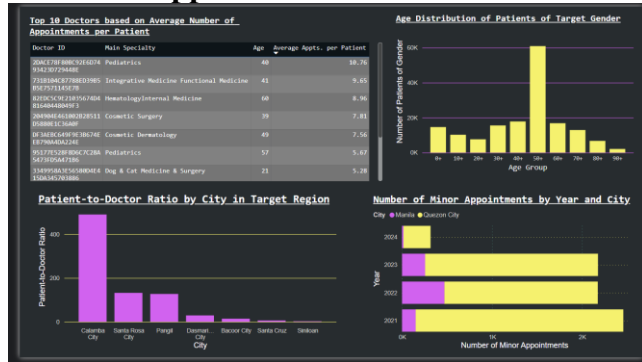 Top 10 Doctors based on Average Number of
Appointments per Patient
Doctor ID Main Specialty Age Average Appts. per Patient
Pediatrics 40 10.76
Integrative Medicine Functional Medicine 41 9.65
HematologyInternal Medicine 60 8.96
Cosmetic Surgery 39 7.81
Cosmetic Dermatology 49 7.56
Pediatrics 57 5.67
Dog & Cat Medicine & Surgery 21 5.28
Age Distribution of Patients of Target Gender
Number of Patients of Gender
60K
40K
20K
0K
0+ 10+ 20+ 30+ 40+ 50+ 60+ 70+ 80+ 90+
Age Group
Patient-to-Doctor Ratio by City in Target Region
Patient-to-Doctor Ratio
400
200
0
Calamba City
Santa Rosa City
Pangil
Dasmari... City
Bacoor City
Santa Cruz
Siniloan
City
Number of Minor Appointments by Year and City
City Manila Quezon City
Year
2024
2023
2022
2021
0K 1K 2K
Number of Minor Appointments